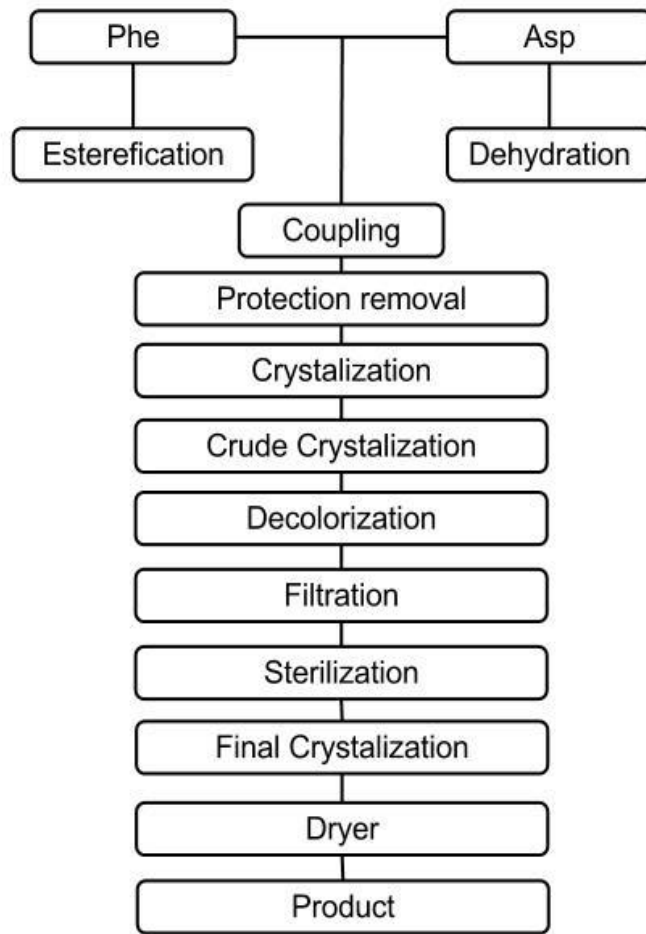 Phe
Asp
Esterefication
Dehydration
Coupling
Protection removal
Crystalization
Crude Crystalization
Decolorization
Filtration
Sterilization
Final Crystalization
Dryer
Product